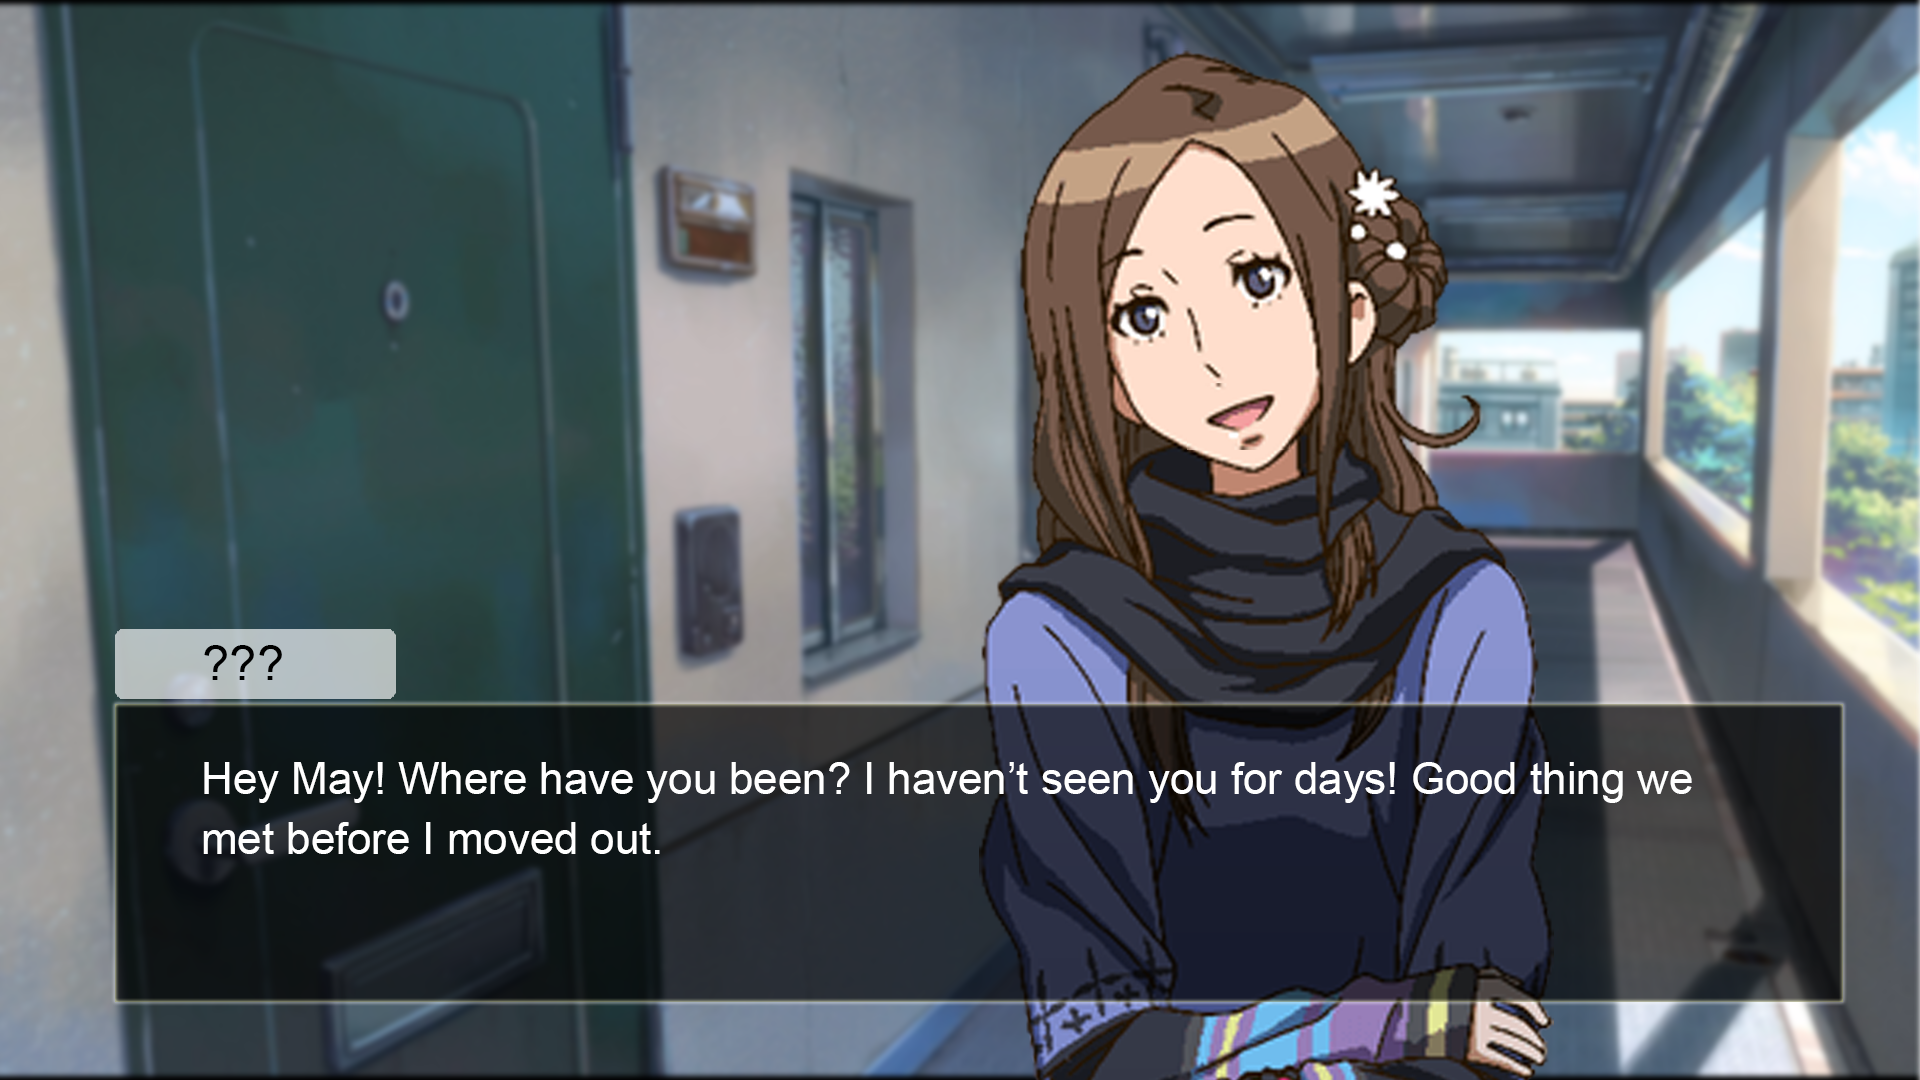 ???
Hey May! Where have you been? I haven’t seen you for days! Good thing we
met before I moved out.